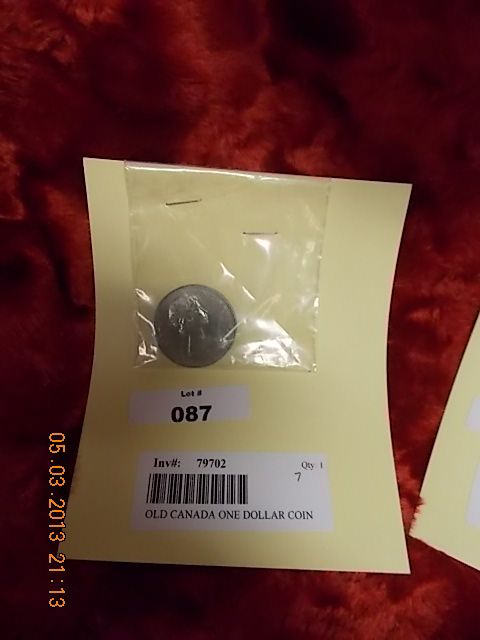 Lot #
087
Inv#: 79702
Qty 1
7
OLD CANADA ONE DOLLAR COIN
05.03.2013 21:13